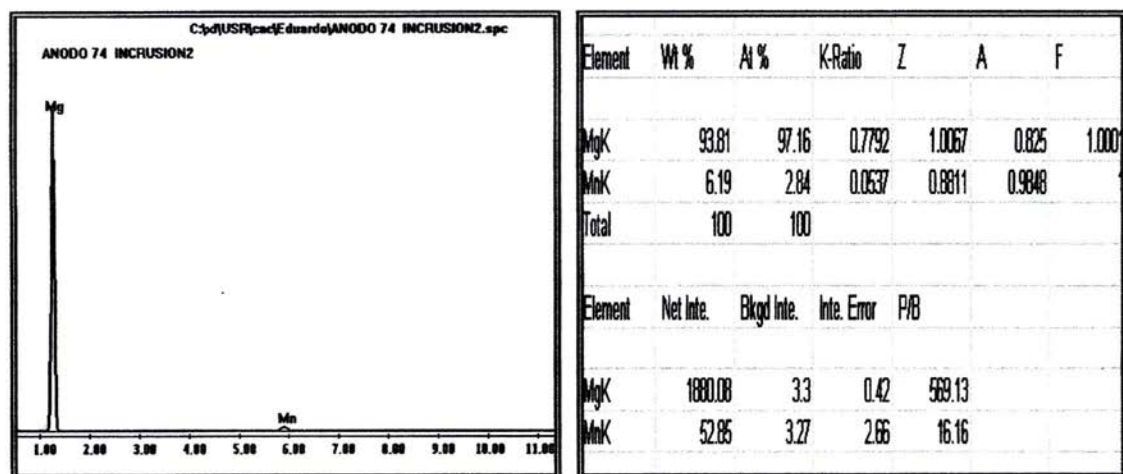 C:\pd\USR\cac\Eduardo\ANODO 74 INCRUSION2.spc
ANODO 74 INCRUSION2
Mg
Mn
1.00 2.00 3.00 4.00 5.00 6.00 7.00 8.00 9.00 10.00 11.00
Element Wt % At % K-Ratio Z A F
MgK 93.81 97.16 0.7792 1.0067 0.825 1.0001
MnK 6.19 2.84 0.0537 0.8811 0.9848 1
Total 100 100
Element Net Inte. Bkgd Inte. Inte. Error P/B
MgK 1880.08 3.3 0.42 569.13
MnK 52.85 3.27 2.66 16.16